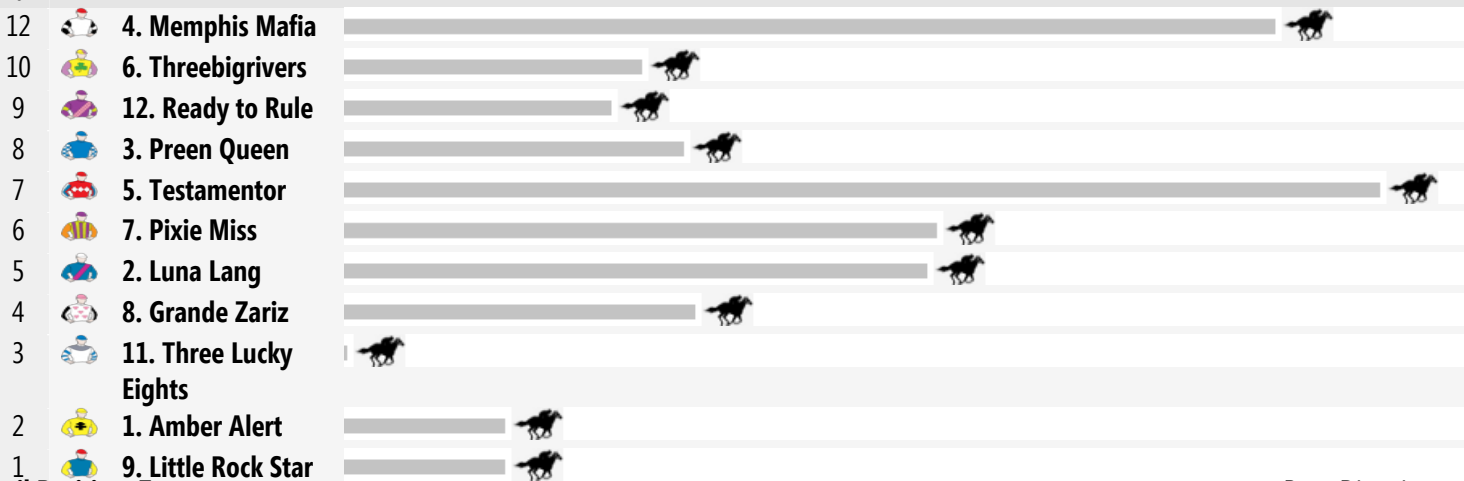 12 4. Memphis Mafia
10 6. Threebigrivers
9 12. Ready to Rule
8 3. Preen Queen
7 5. Testamentor
6 7. Pixie Miss
5 2. Luna Lang
4 8. Grande Zariz
3 11. Three Lucky
Eights
2 1. Amber Alert
1 9. Little Rock Star